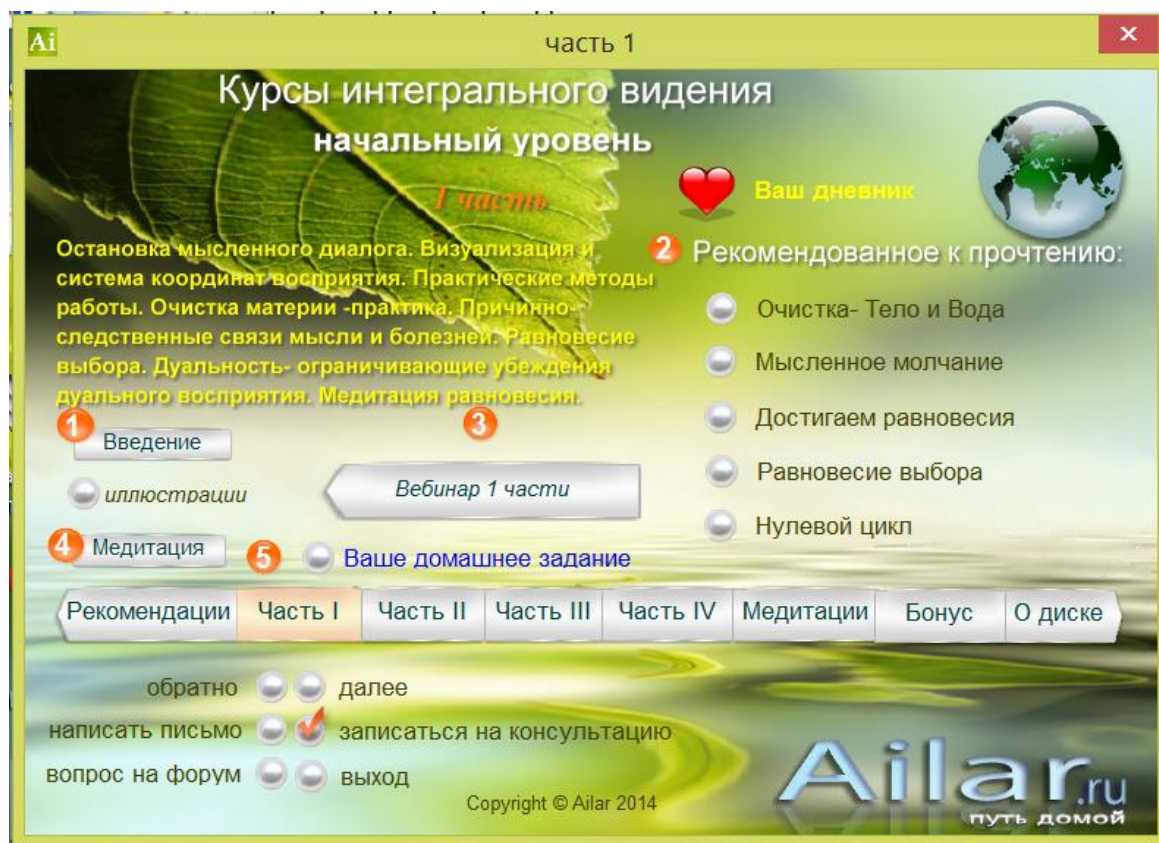 Ai
часть 1
x
Курсы интегрального видения
начальный уровень
1 часть
Ваш дневник
Остановка мысленного диалога. Визуализация и
система координат восприятия. Практические методы
работы. Очистка материи -практика. Причинно-
следственные связи мысли и болезней. Равновесие
выбора. Дуальность- ограничивающие убеждения
дуального восприятия. Медитация равновесия.
2 Рекомендованное к прочтению:
Очистка- Тело и Вода
Мысленное молчание
Достигаем равновесия
Равновесие выбора
Нулевой цикл
1
Введение
иллюстрации
3
Вебинар 1 части
4 Медитация
5 Ваше домашнее задание
Рекомендации Часть I Часть II Часть III Часть IV Медитации Бонус О диске
обратно далее
написать письмо записаться на консультацию
вопрос на форум выход
Copyright © Ailar 2014
Ailar.ru
путь домой